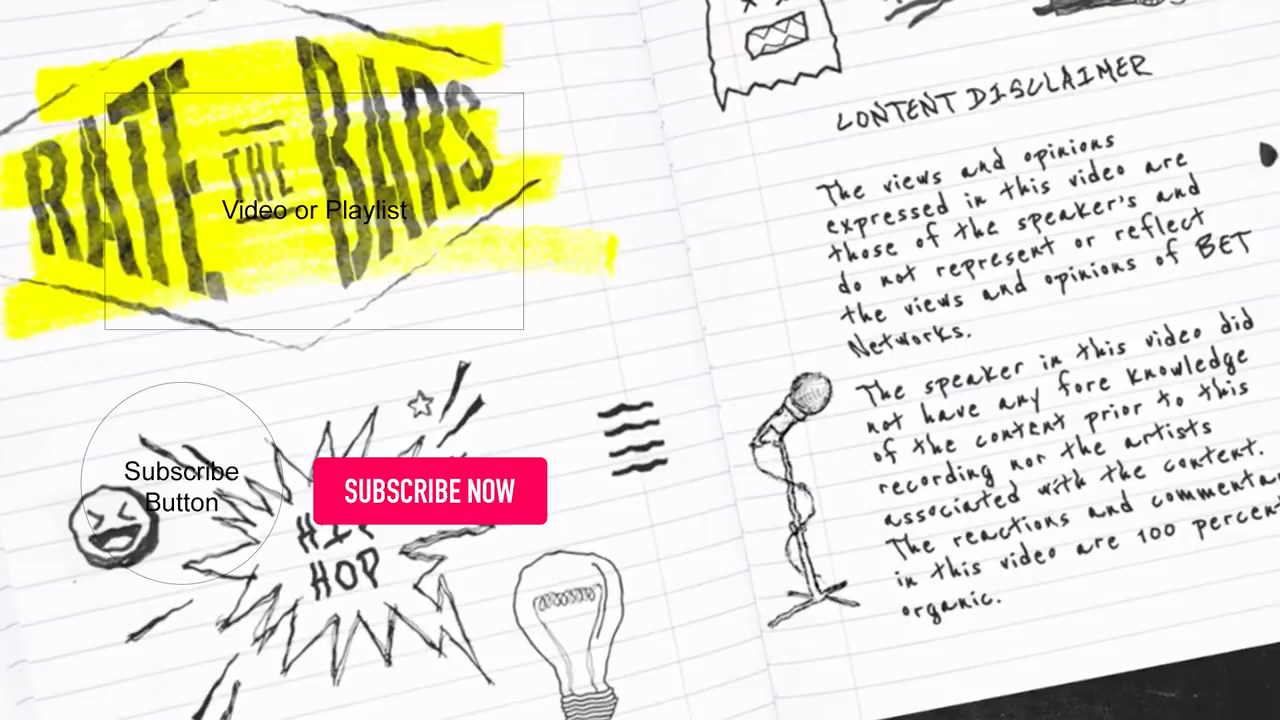 RATE THE BARS
Video or Playlist
Subscribe
Button
SUBSCRIBE NOW
HIP
HOP
CONTENT DISCLAIMER
The views and opinions
expressed in this video are
those of the speaker's and
do not represent or reflect
the views and opinions of BET
Networks.
The speaker in this video did
not have any fore knowledge
of the content prior to this
recording nor the artists
associated with the content.
The reactions and commentar
in this video are 100 percent
organic.